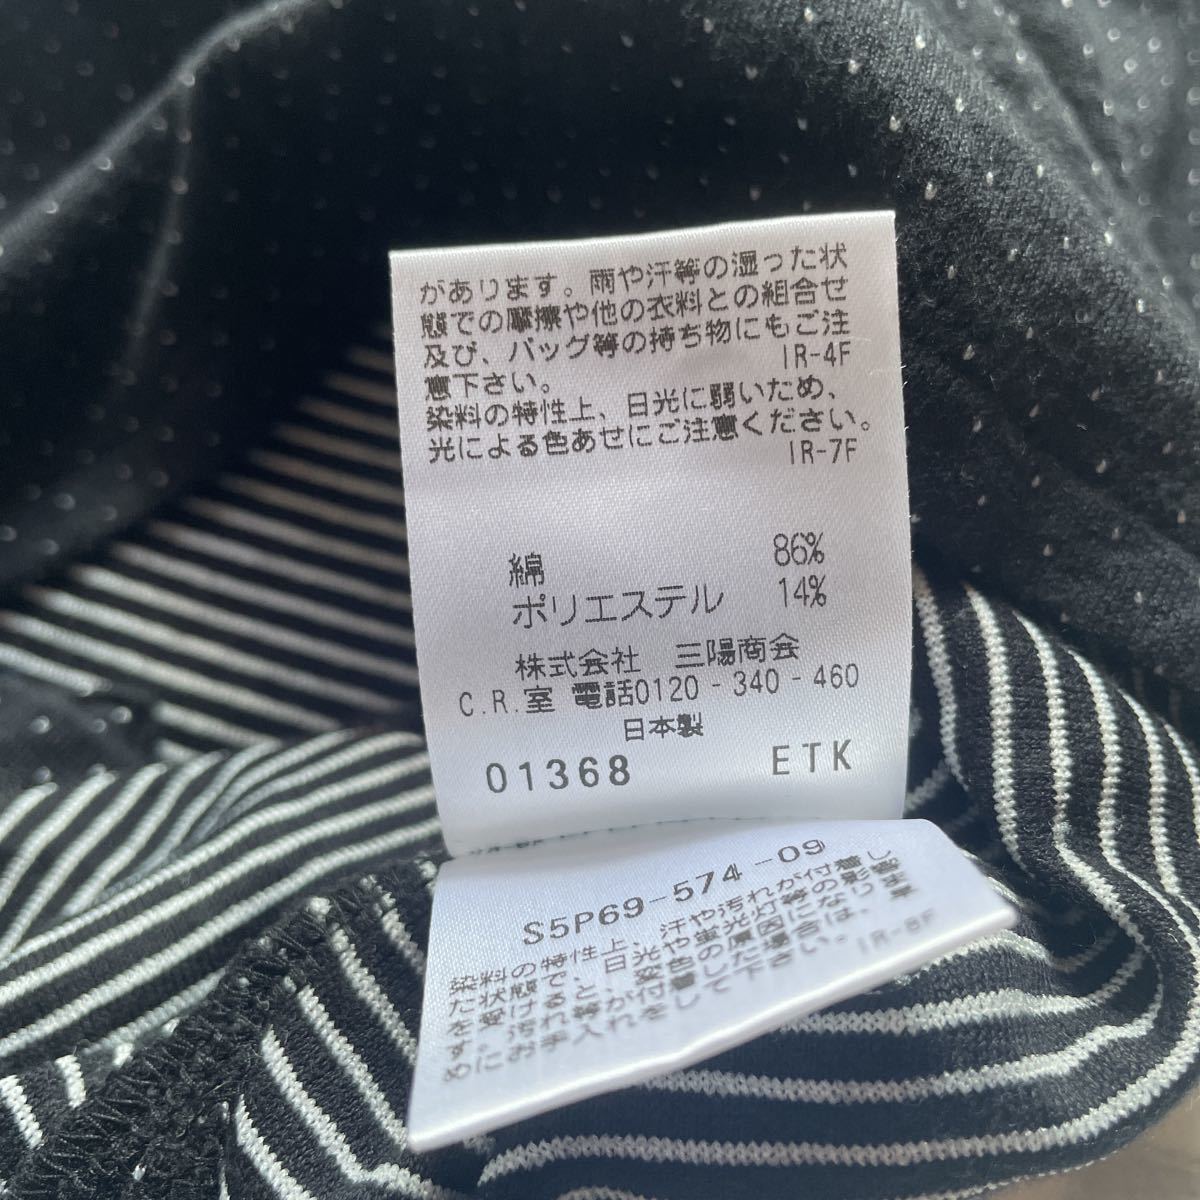 があります。雨や汗等の湿った状
態での摩擦や他の衣料との組合せ
及び、バッグ等の持ち物にもご注
意下さい。 IR-4F
染料の特性上、日光に弱いため、
光による色あせにご注意ください。
IR-7F
綿 86%
ポリエステル 14%
株式会社 三陽商会
C.R.室 電話0120-340-460
日本製
01368 ETK
S5P69-574-09
染料の特性上、汗や汚れが付着し
た状態で、日光や蛍光灯等の影響
を受けると、変色の原因になりま
す。汚れ等が付着した場合は、早
めにお手入れをして下さい。
IR-8F